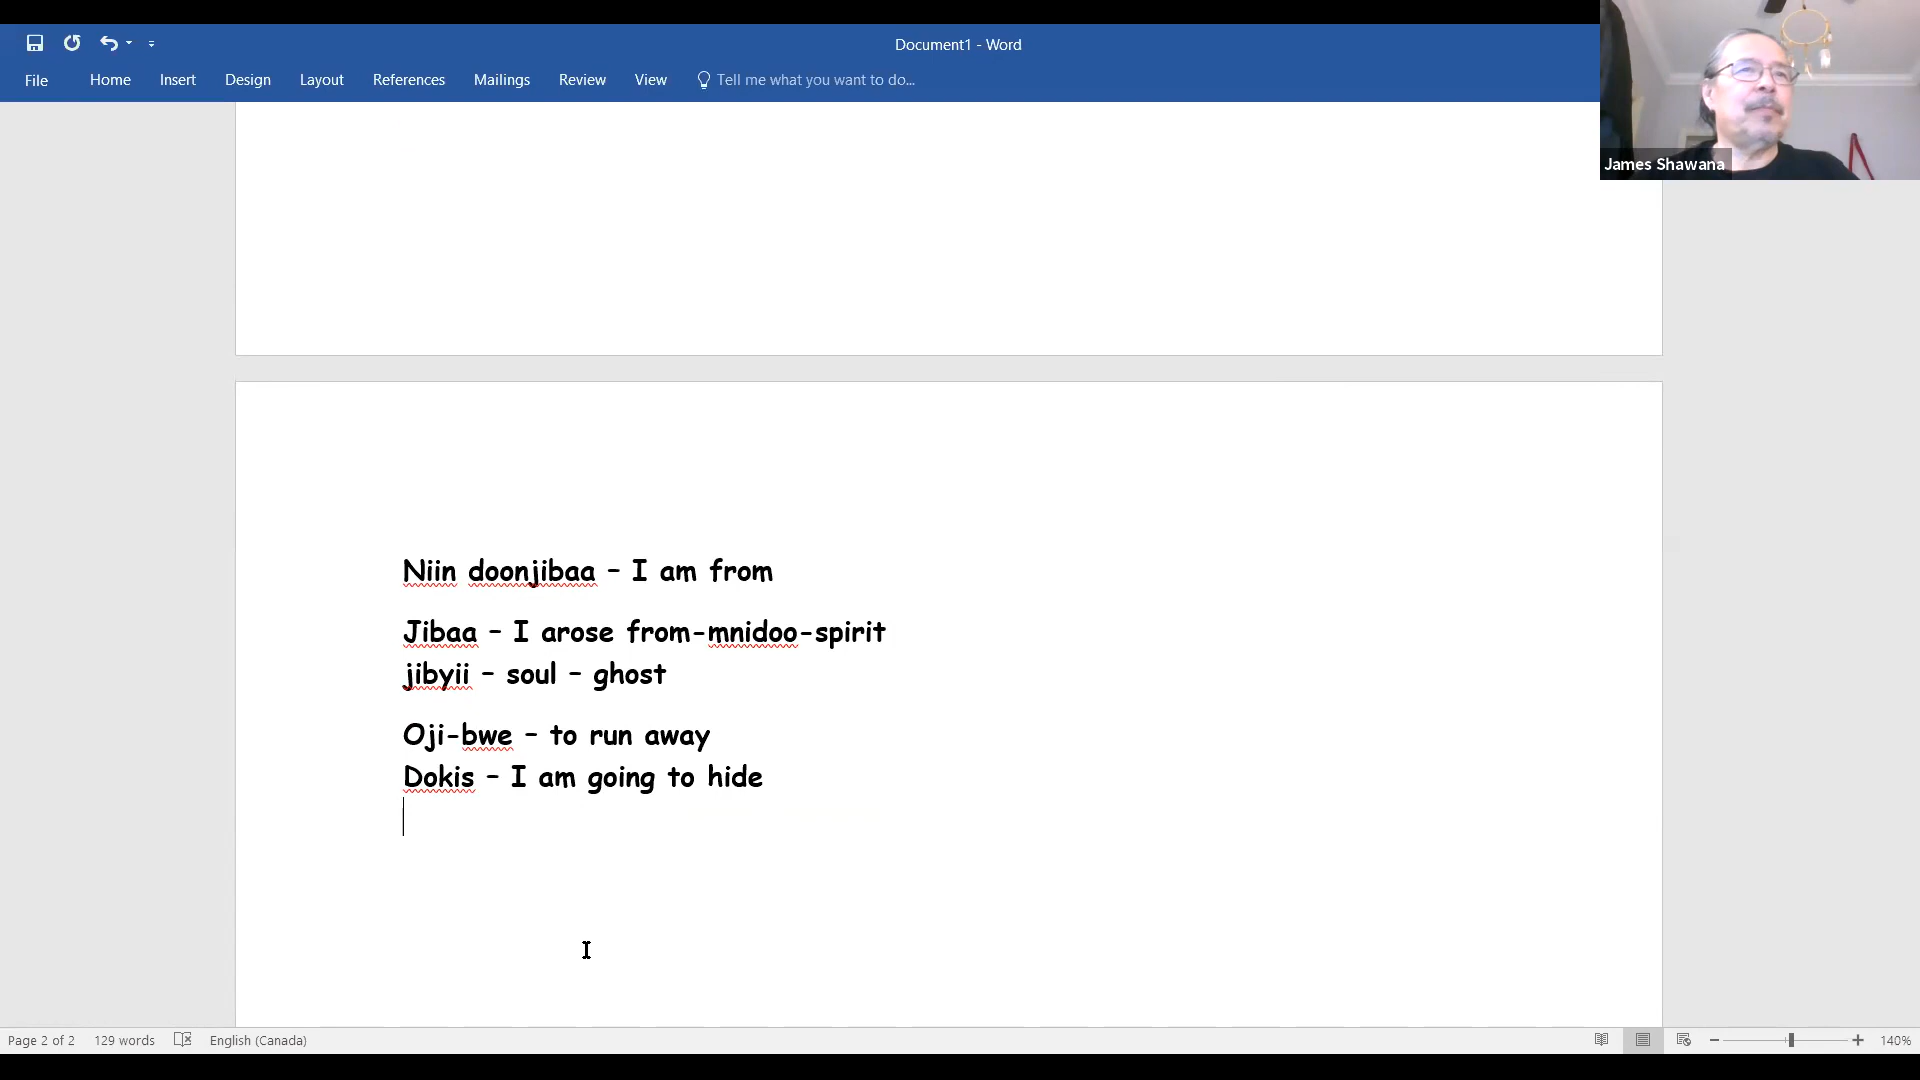 Document1 - Word
File Home Insert Design Layout References Mailings Review View Tell me what you want to do...
James Shawana
Niin doonjibaa – I am from
Jibaa – I arose from-mnidoo-spirit
jibyii – soul – ghost
Oji-bwe – to run away
Dokis – I am going to hide
Page 2 of 2 129 words English (Canada) 140%